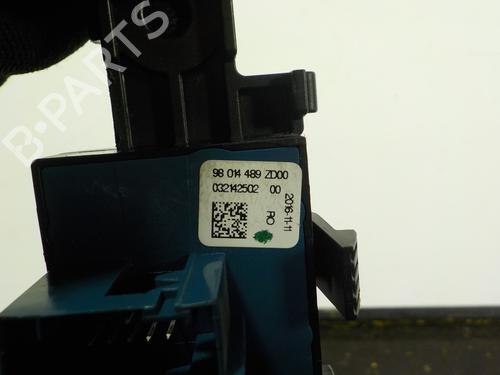 B-PARTS
98 014 489 ZD00
032142502 00
2016-11-11
RO